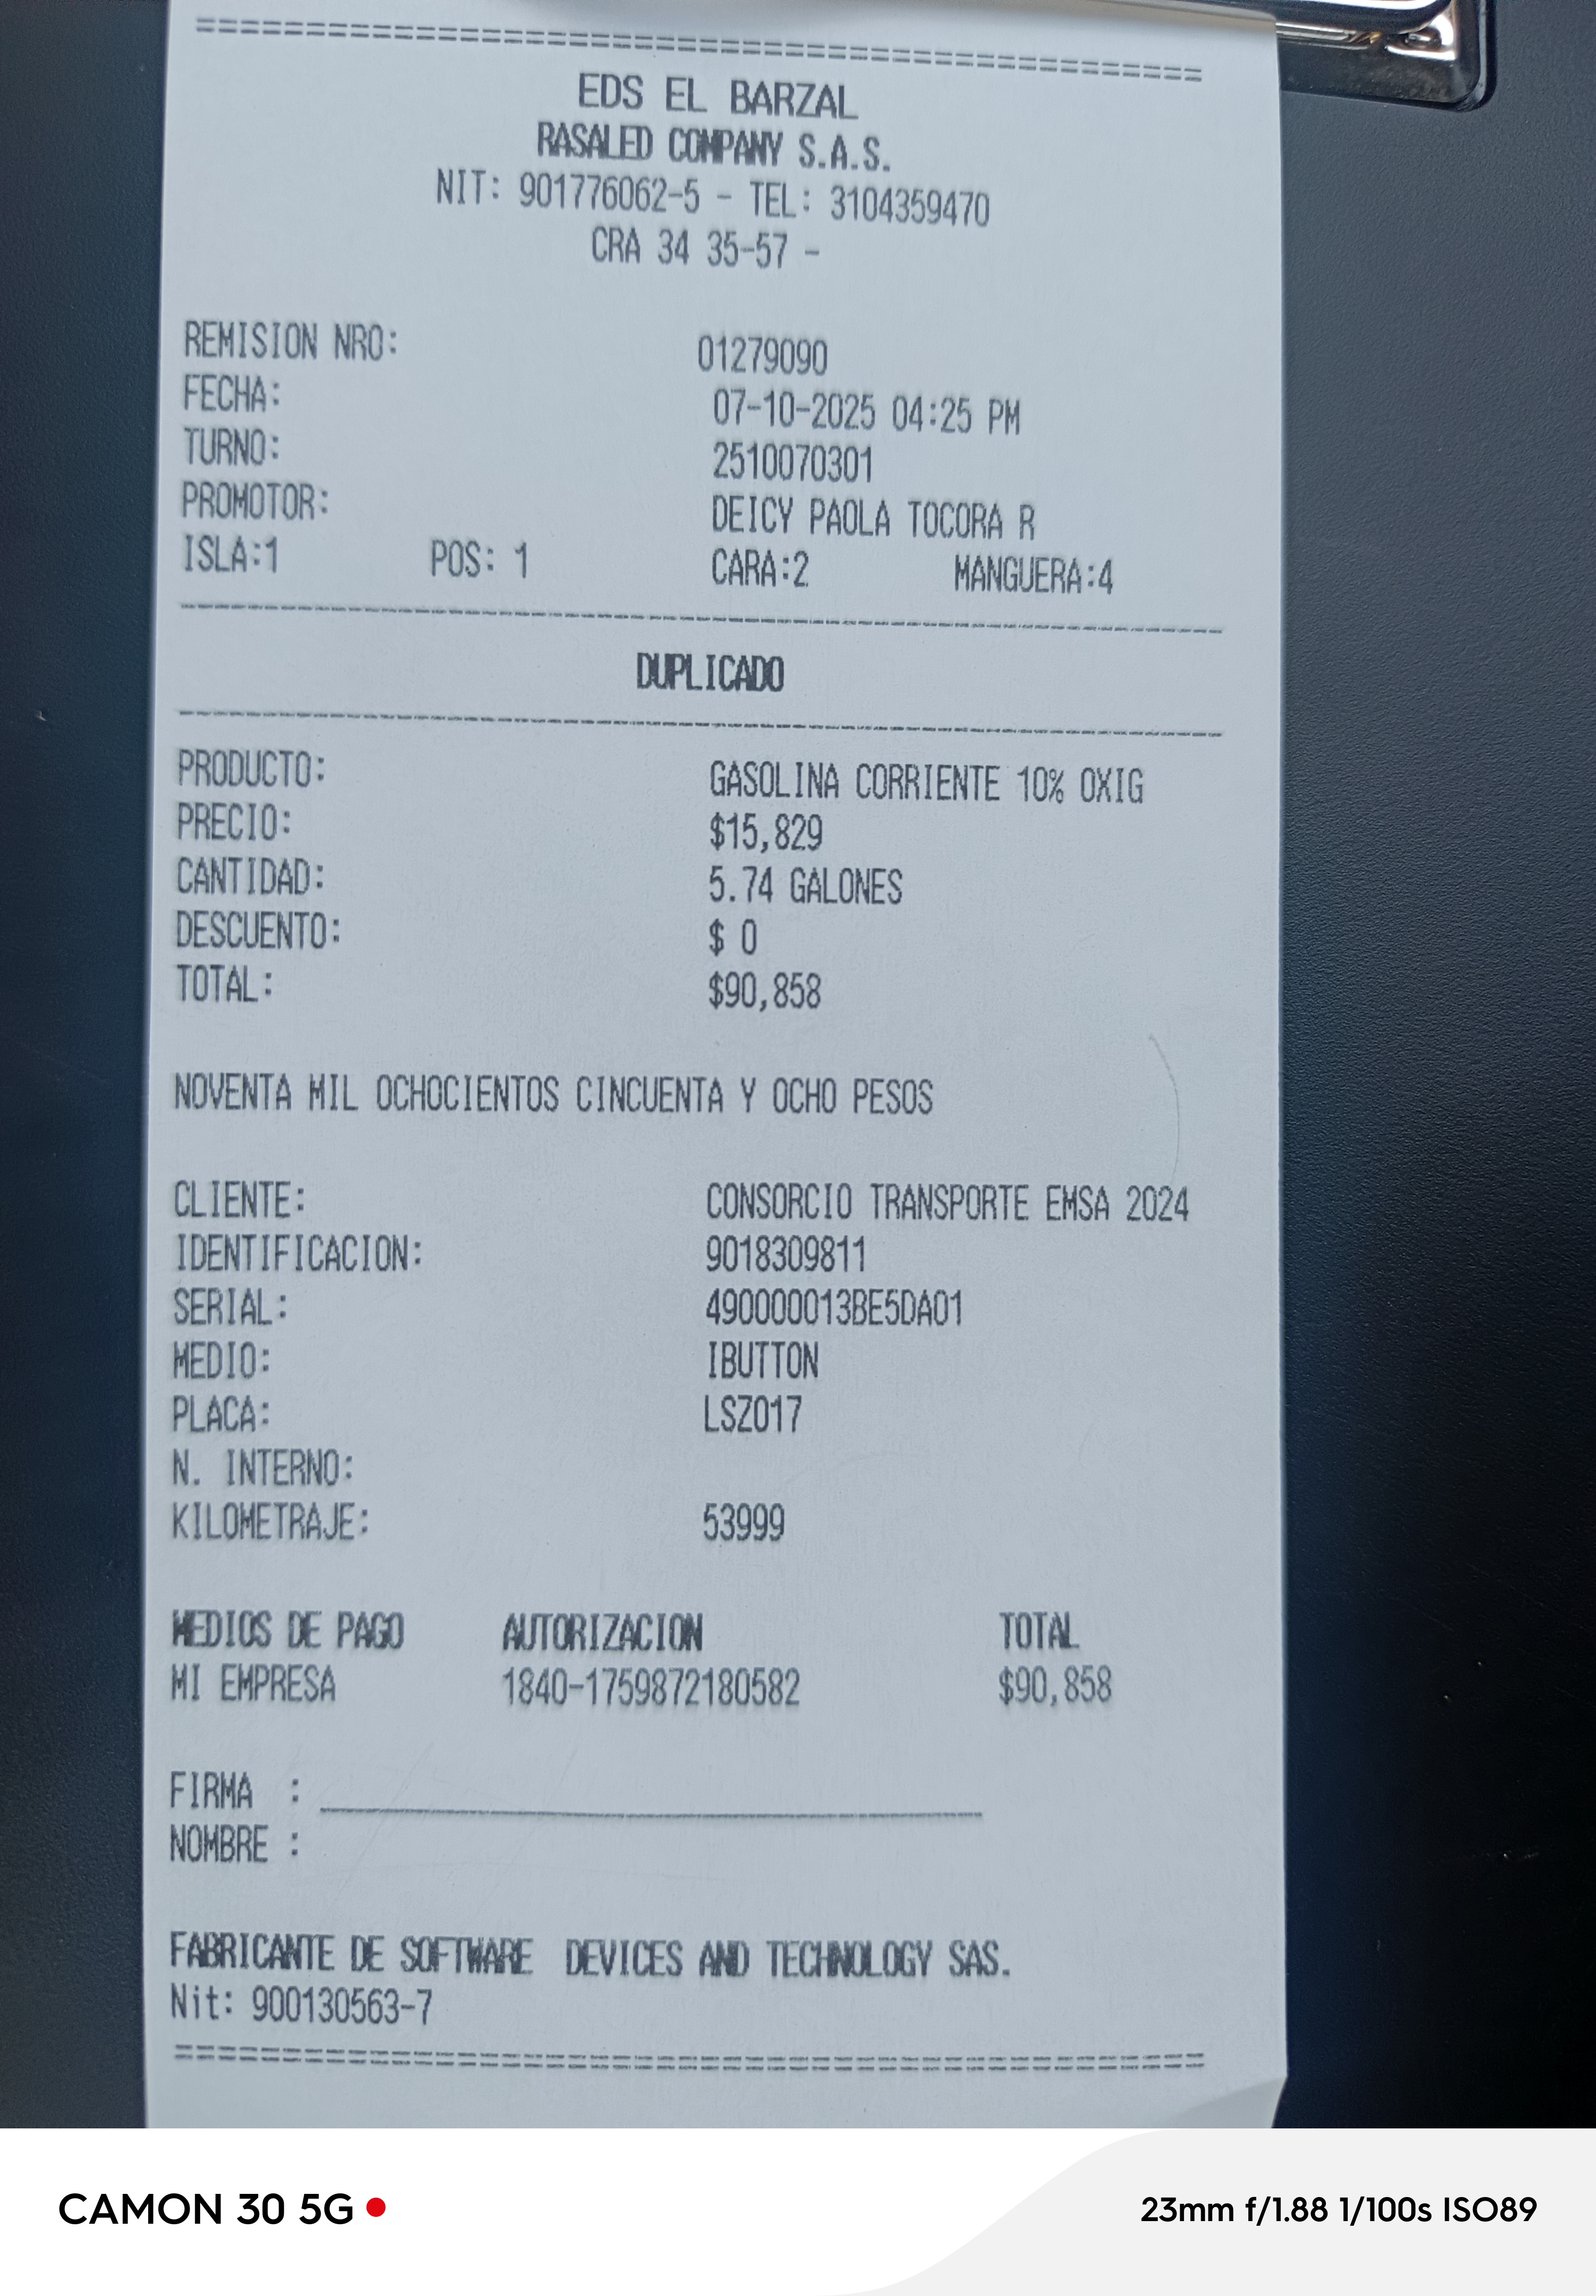 EDS EL BARZAL
RASALED COMPANY S.A.S.
NIT: 901776062-5 - TEL: 3104359470
CRA 34 35-57 -
REMISION NRO: 01279090
FECHA: 07-10-2025 04:25 PM
TURNO: 2510070301
PROMOTOR: DEICY PAOLA TOCORA R
ISLA:1 POS: 1 CARA:2 MANGUERA:4
DUPLICADO
PRODUCTO: GASOLINA CORRIENTE 10% OXIG
PRECIO: $15,829
CANTIDAD: 5.74 GALONES
DESCUENTO: $ 0
TOTAL: $90,858
NOVENTA MIL OCHOCIENTOS CINCUENTA Y OCHO PESOS
CLIENTE: CONSORCIO TRANSPORTE EMSA 2024
IDENTIFICACION: 9018309811
SERIAL: 490000013BE5DA01
MEDIO: IBUTTON
PLACA: LSZ017
N. INTERNO:
KILOMETRAJE: 53999
MEDIOS DE PAGO AUTORIZACION TOTAL
MI EMPRESA 1840-1759872180582 $90,858
FIRMA :
NOMBRE :
FABRICANTE DE SOFTWARE DEVICES AND TECHNOLOGY SAS.
Nit: 900130563-7
CAMON 30 5G
23mm f/1.88 1/100s ISO89